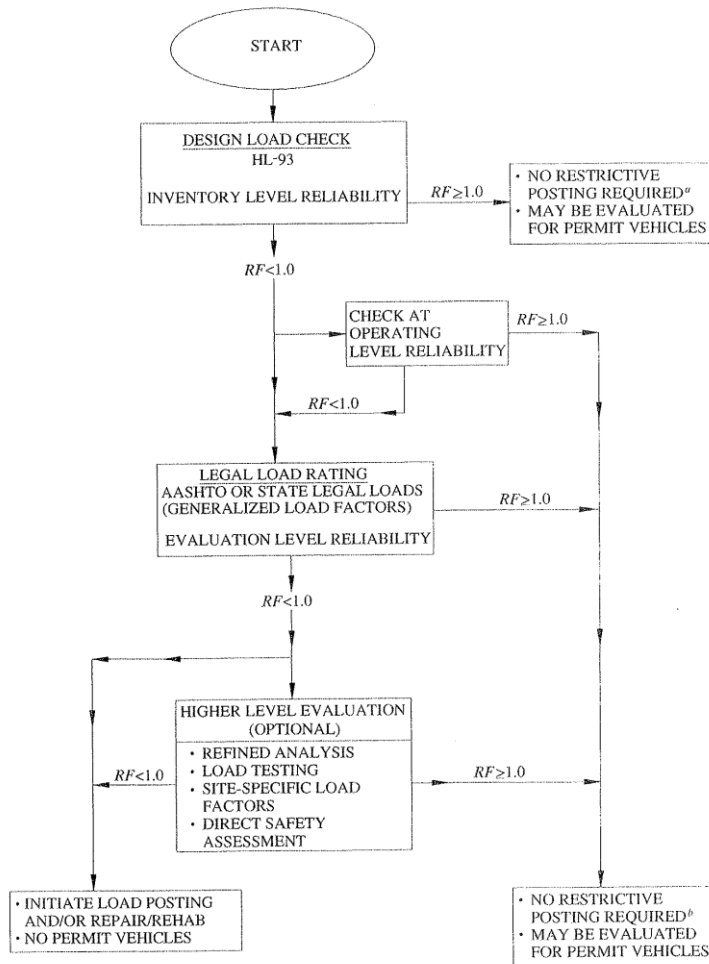 START
DESIGN LOAD CHECK
HL-93
INVENTORY LEVEL RELIABILITY
RF≥1.0
• NO RESTRICTIVE
POSTING REQUIREDᵃ
• MAY BE EVALUATED
FOR PERMIT VEHICLES
RF<1.0
CHECK AT
OPERATING
LEVEL RELIABILITY
RF≥1.0
RF<1.0
LEGAL LOAD RATING
AASHTO OR STATE LEGAL LOADS
(GENERALIZED LOAD FACTORS)
EVALUATION LEVEL RELIABILITY
RF≥1.0
RF<1.0
HIGHER LEVEL EVALUATION
(OPTIONAL)
• REFINED ANALYSIS
• LOAD TESTING
• SITE-SPECIFIC LOAD
FACTORS
• DIRECT SAFETY
ASSESSMENT
RF<1.0
RF≥1.0
• INITIATE LOAD POSTING
AND/OR REPAIR/REHAB
• NO PERMIT VEHICLES
• NO RESTRICTIVE
POSTING REQUIREDᵇ
• MAY BE EVALUATED
FOR PERMIT VEHICLES